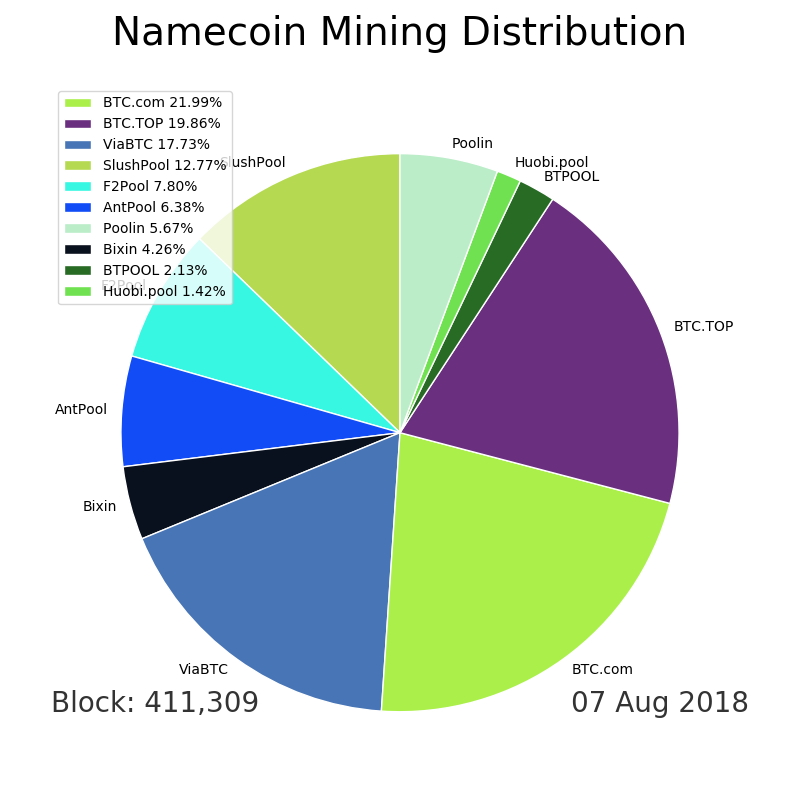 Namecoin Mining Distribution
BTC.com 21.99%
BTC.TOP 19.86%
ViaBTC 17.73%
SlushPool 12.77%
F2Pool 7.80%
AntPool 6.38%
Poolin 5.67%
Bixin 4.26%
BTPOOL 2.13%
Huobi.pool 1.42%
Poolin
SlushPool
Huobi.pool
BTPOOL
F2Pool
BTC.TOP
AntPool
Bixin
ViaBTC
BTC.com
Block: 411,309
07 Aug 2018